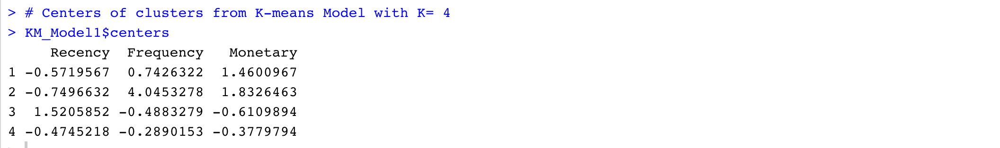 > # Centers of clusters from K-means Model with K= 4
> KM_Model1$centers
     Recency  Frequency   Monetary
1 -0.5719567  0.7426322  1.4600967
2 -0.7496632  4.0453278  1.8326463
3  1.5205852 -0.4883279 -0.6109894
4 -0.4745218 -0.2890153 -0.3779794